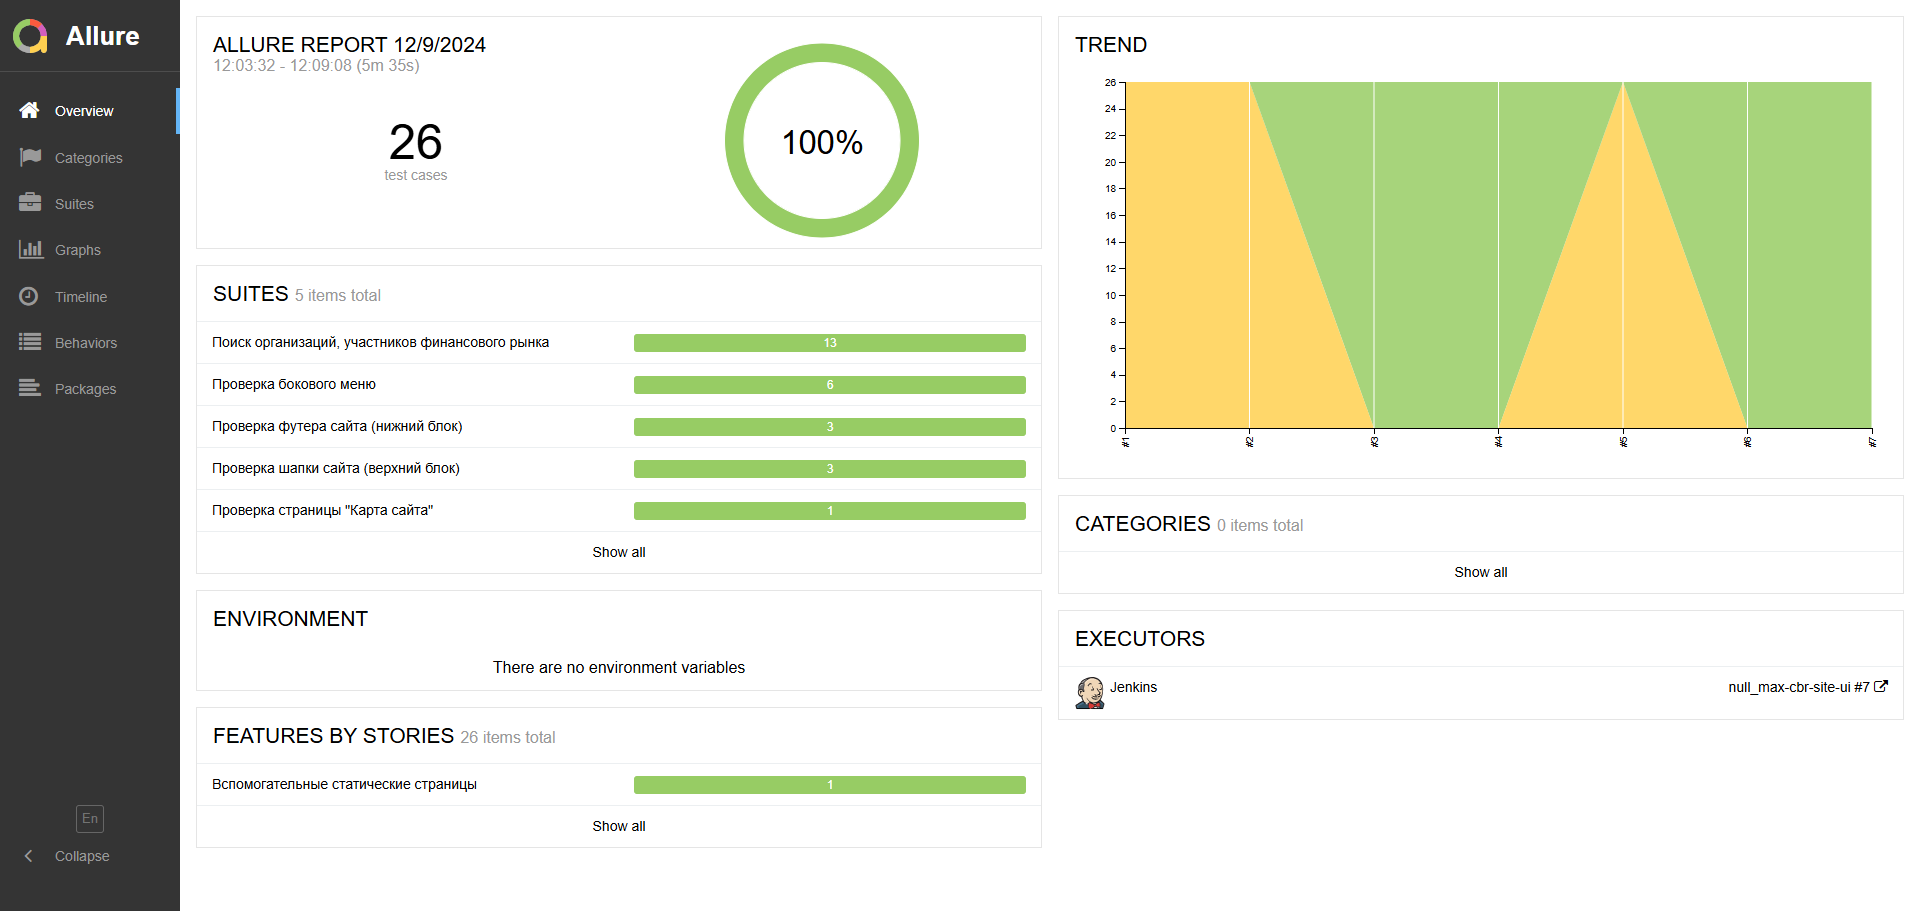 Allure
Overview
Categories
Suites
Graphs
Timeline
Behaviors
Packages
En
Collapse
ALLURE REPORT 12/9/2024
12:03:32 - 12:09:08 (5m 35s)
26
test cases
100%
SUITES 5 items total
Поиск организаций, участников финансового рынка 13
Проверка бокового меню 6
Проверка футера сайта (нижний блок) 3
Проверка шапки сайта (верхний блок) 3
Проверка страницы "Карта сайта" 1
Show all
ENVIRONMENT
There are no environment variables
FEATURES BY STORIES 26 items total
Вспомогательные статические страницы 1
Show all
TREND
26
24
22
20
18
16
14
12
10
8
6
4
2
0
#1 #2 #3 #4 #5 #6 #7
CATEGORIES 0 items total
Show all
EXECUTORS
Jenkins null_max-cbr-site-ui #7